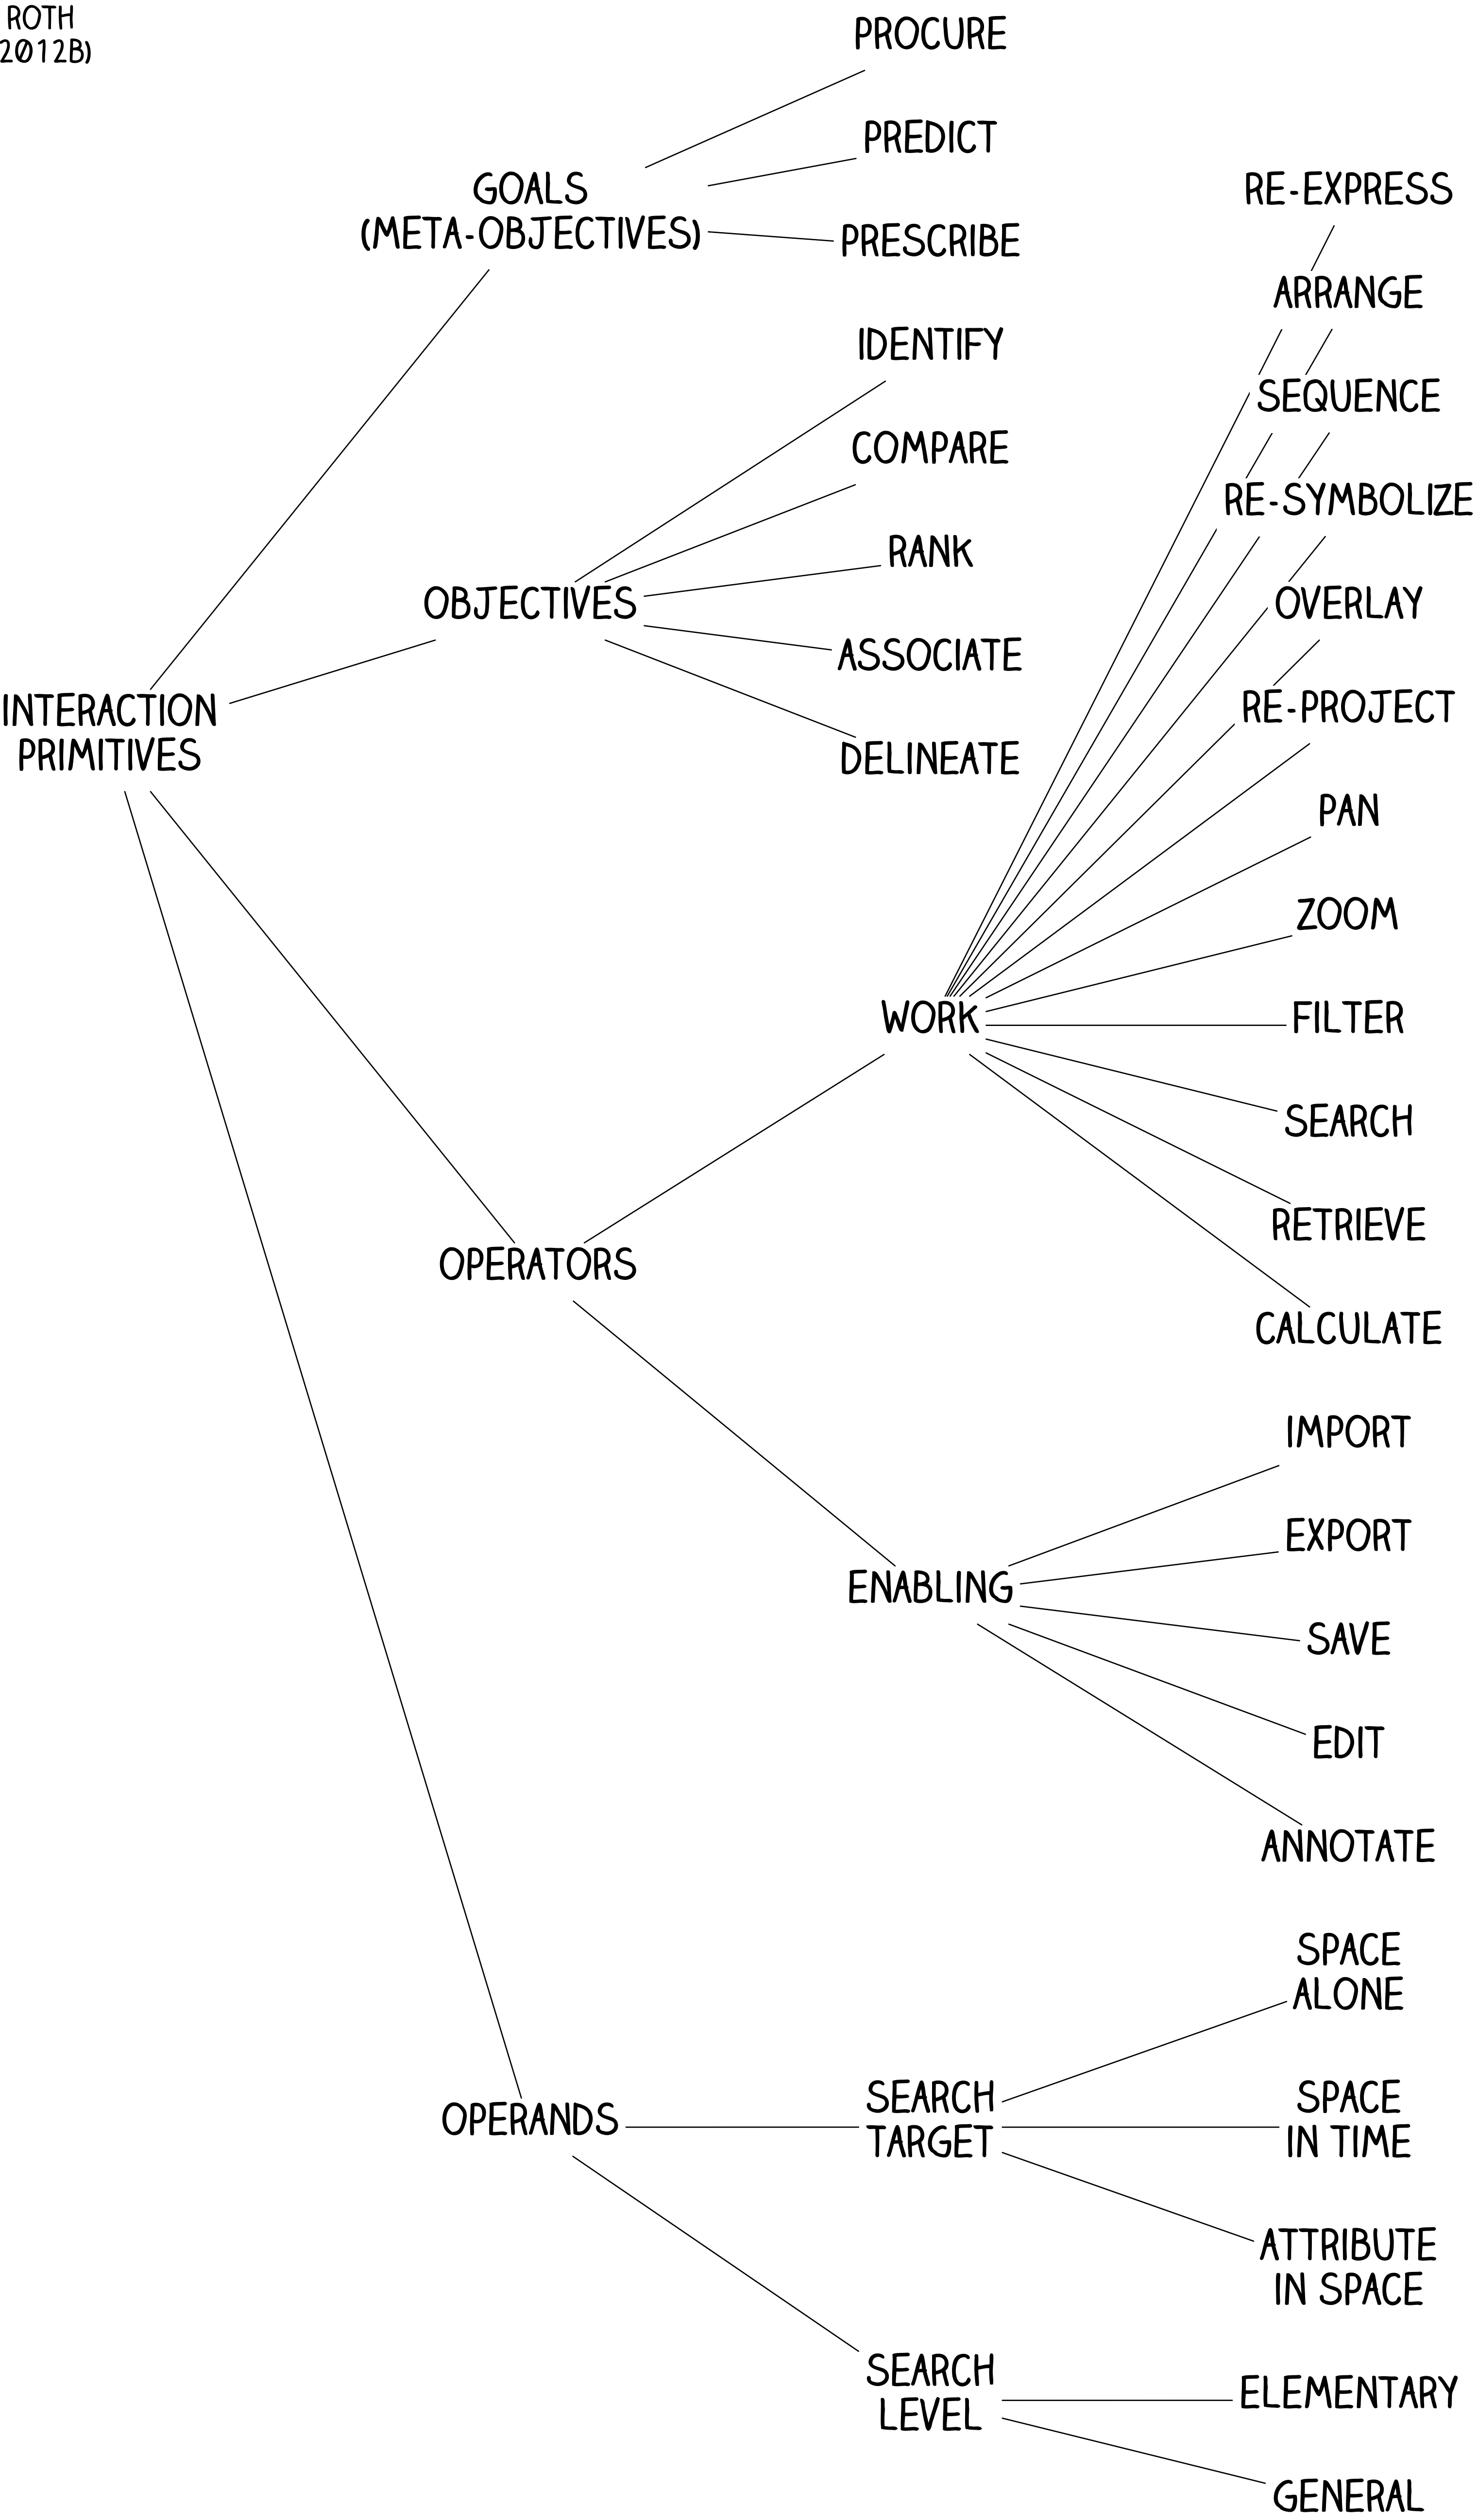 ROTH
2012B)
PROCURE
PREDICT
GOALS
(META-OBJECTIVES)
PRESCRIBE
IDENTIFY
COMPARE
RANK
OBJECTIVES
ASSOCIATE
DELINEATE
INTERACTION
PRIMITIVES
RE-EXPRESS
ARRANGE
SEQUENCE
RE-SYMBOLIZE
OVERLAY
RE-PROJECT
PAN
ZOOM
WORK
FILTER
SEARCH
RETRIEVE
CALCULATE
OPERATORS
IMPORT
EXPORT
ENABLING
SAVE
EDIT
ANNOTATE
SPACE
ALONE
OPERANDS
SEARCH
TARGET
SPACE
IN TIME
ATTRIBUTE
IN SPACE
SEARCH
LEVEL
ELEMENTARY
GENERAL